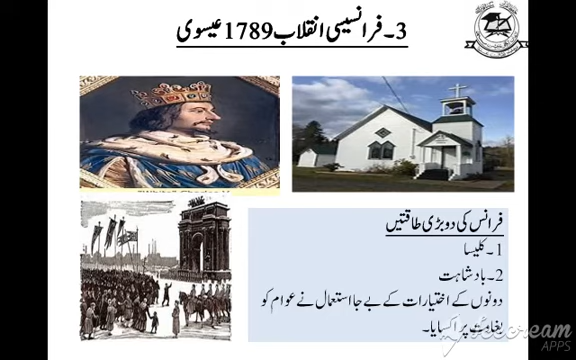 3۔ فرانسیسی انقلاب 1789 عیسوی
فرانس کی دو بڑی طاقتیں
1۔ کلیسا
2۔ بادشاہت
دونوں کے اختیارات کے بے جا استعمال نے عوام کو
بغاوت پر اکسایا۔
APPS